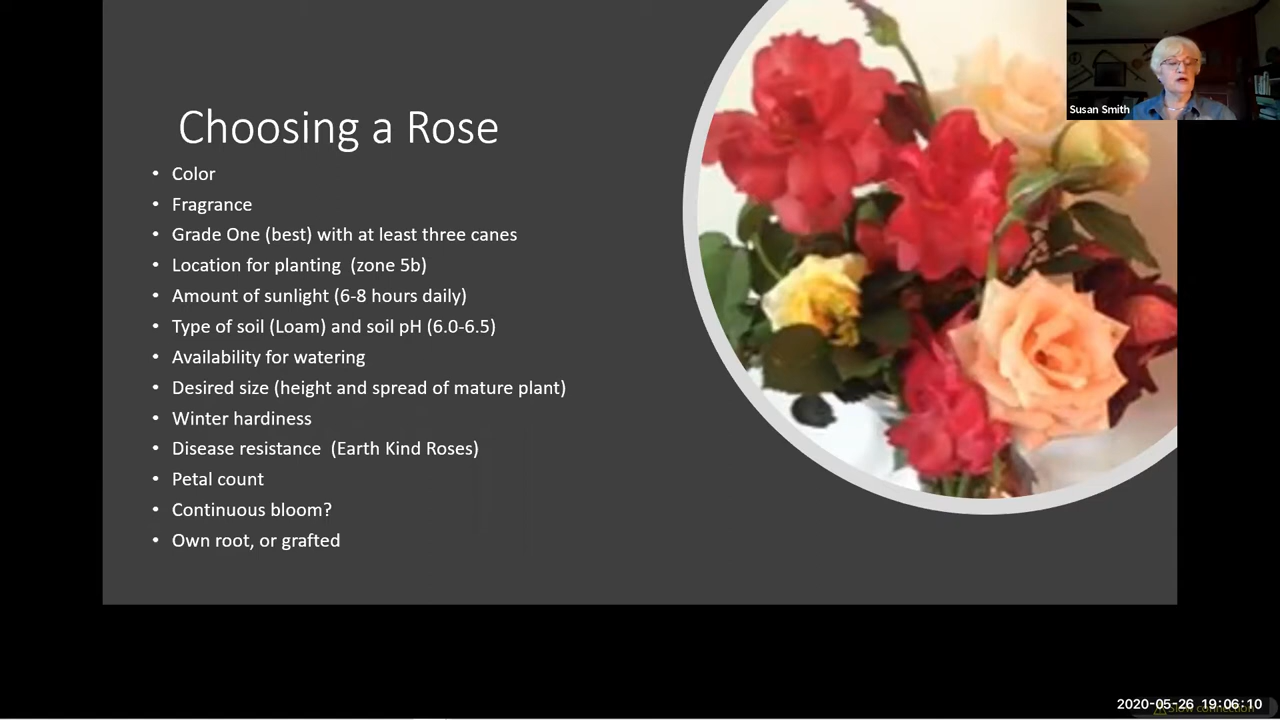 Choosing a Rose
• Color
• Fragrance
• Grade One (best) with at least three canes
• Location for planting  (zone 5b)
• Amount of sunlight (6-8 hours daily)
• Type of soil (Loam) and soil pH (6.0-6.5)
• Availability for watering
• Desired size (height and spread of mature plant)
• Winter hardiness
• Disease resistance  (Earth Kind Roses)
• Petal count
• Continuous bloom?
• Own root, or grafted
Susan Smith
2020-05-26 19:06:10
Slow connection